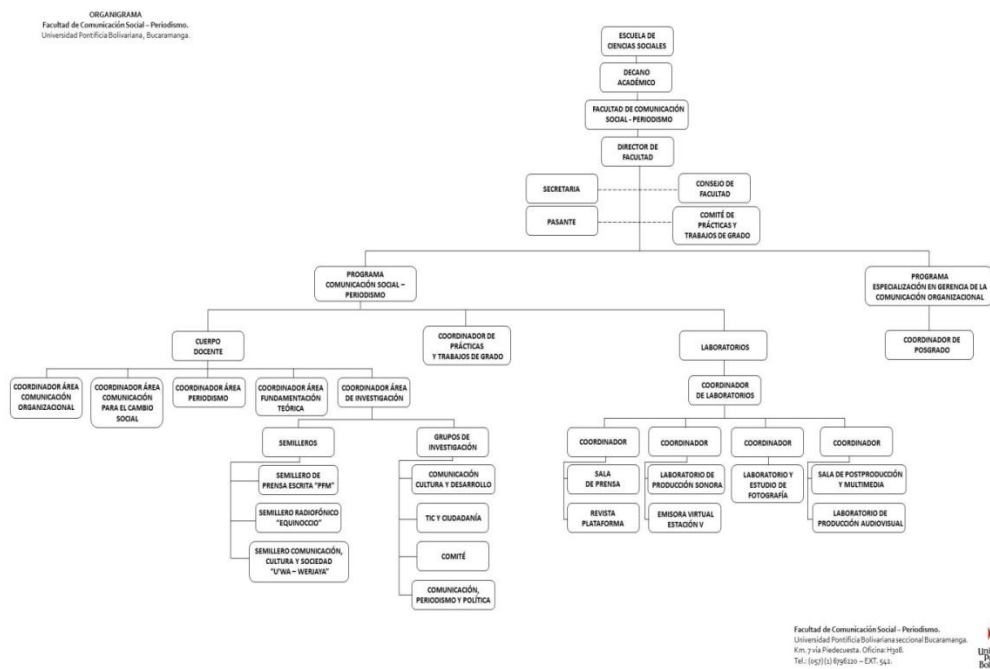 ORGANIGRAMA
Facultad de Comunicación Social – Periodismo.
Universidad Pontificia Bolivariana, Bucaramanga.
ESCUELA DE
CIENCIAS SOCIALES
DECANO
ACADÉMICO
FACULTAD DE COMUNICACIÓN
SOCIAL - PERIODISMO
DIRECTOR DE
FACULTAD
SECRETARIA
CONSEJO DE
FACULTAD
PASANTE
COMITÉ DE
PRÁCTICAS Y
TRABAJOS DE GRADO
PROGRAMA
COMUNICACIÓN SOCIAL –
PERIODISMO
PROGRAMA
ESPECIALIZACIÓN EN GERENCIA DE LA
COMUNICACIÓN ORGANIZACIONAL
CUERPO
DOCENTE
COORDINADOR DE
PRÁCTICAS
Y TRABAJOS DE GRADO
LABORATORIOS
COORDINADOR DE
POSGRADO
COORDINADOR ÁREA
COMUNICACIÓN
ORGANIZACIONAL
COORDINADOR ÁREA
COMUNICACIÓN
PARA EL CAMBIO
SOCIAL
COORDINADOR ÁREA
PERIODISMO
COORDINADOR ÁREA
FUNDAMENTACIÓN
TEÓRICA
COORDINADOR ÁREA
DE INVESTIGACIÓN
COORDINADOR
DE LABORATORIOS
SEMILLEROS
GRUPOS DE
INVESTIGACIÓN
COORDINADOR
COORDINADOR
COORDINADOR
COORDINADOR
SEMILLERO DE
PRENSA ESCRITA "PFM"
SEMILLERO RADIOFÓNICO
"EQUINOCCIO"
SEMILLERO COMUNICACIÓN,
CULTURA Y SOCIEDAD
"U'WA – WERJAYA"
COMUNICACIÓN
CULTURA Y DESARROLLO
TIC Y CIUDADANÍA
COMITÉ
COMUNICACIÓN,
PERIODISMO Y POLÍTICA
SALA
DE PRENSA
REVISTA
PLATAFORMA
LABORATORIO DE
PRODUCCIÓN SONORA
EMISORA VIRTUAL
ESTACIÓN V
LABORATORIO Y
ESTUDIO DE
FOTOGRAFÍA
SALA DE POSTPRODUCCIÓN
Y MULTIMEDIA
LABORATORIO DE
PRODUCCIÓN AUDIOVISUAL
Facultad de Comunicación Social – Periodismo.
Universidad Pontificia Bolivariana seccional Bucaramanga.
Km. 7 vía Piedecuesta. Oficina: H308.
Tel.: (057) (1) 6796220 – EXT. 542.